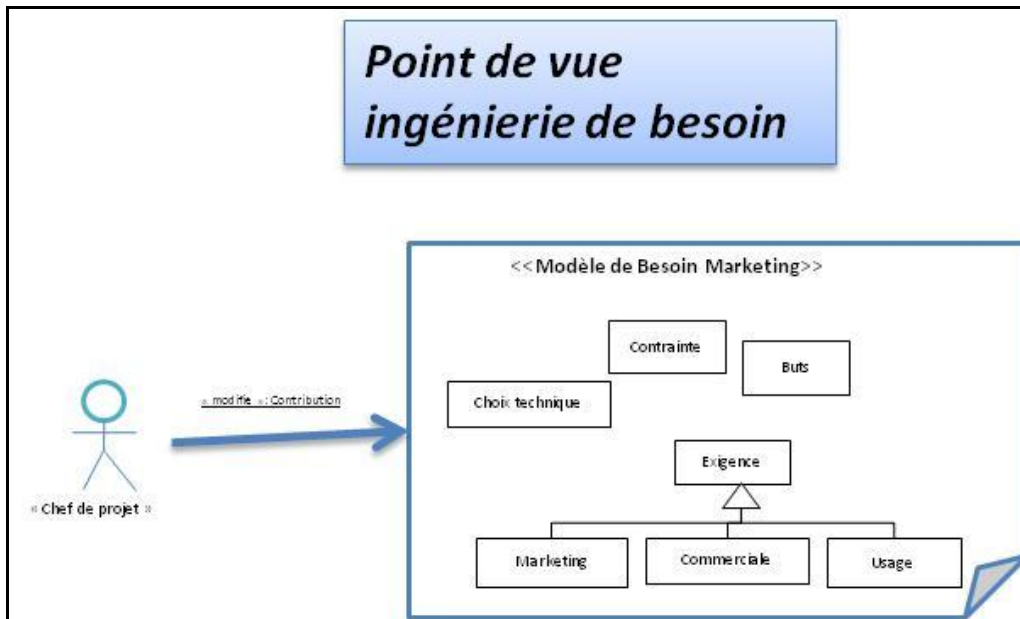 Point de vue
ingénierie de besoin
<<Modèle de Besoin Marketing>>
Contrainte
Buts
Choix technique
« modifie »: Contribution
Exigence
« Chef de projet »
Marketing
Commerciale
Usage